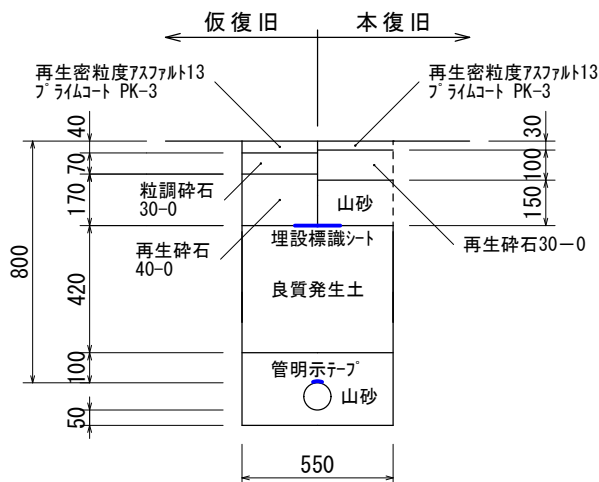 仮復旧
本復旧
再生密粒度アスファルト13
プライムコート PK-3
再生密粒度アスファルト13
プライムコート PK-3
40
70
170
420
100
50
800
30
100
150
粒調砕石
30-0
再生砕石
40-0
山砂
再生砕石30-0
埋設標識シート
良質発生土
管明示テープ
山砂
550